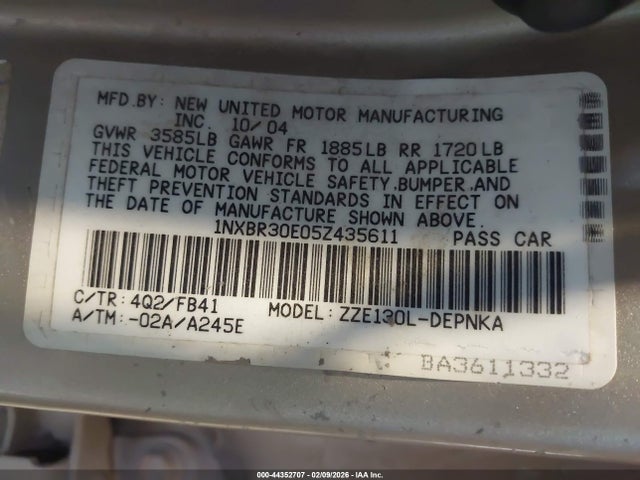 MFD.BY: NEW UNITED MOTOR MANUFACTURING
INC. 10/04
GVWR 3585LB GAWR FR 1885LB RR 1720LB
THIS VEHICLE CONFORMS TO ALL APPLICABLE
FEDERAL MOTOR VEHICLE SAFETY,BUMPER,AND
THEFT PREVENTION STANDARDS IN EFFECT ON
THE DATE OF MANUFACTURE SHOWN ABOVE.
1NXBR30E05Z435611 PASS CAR
C/TR: 4Q2/FB41 MODEL: ZZE130L-DEPNKA
A/TM: -02A/A245E
BA3611332
000-44352707 - 02/09/2026 - IAA Inc.